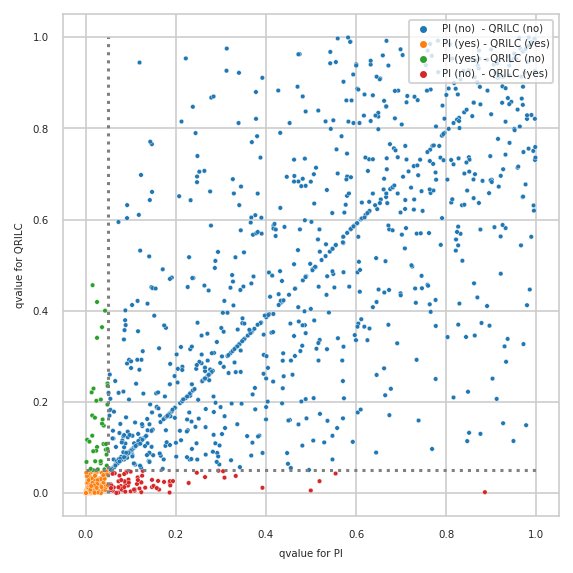 PI (no)  - QRILC (no)
PI (yes) - QRILC (yes)
PI (yes) - QRILC (no)
PI (no)  - QRILC (yes)
qvalue for QRILC
1.0
0.8
0.6
0.4
0.2
0.0
0.0 0.2 0.4 0.6 0.8 1.0
qvalue for PI